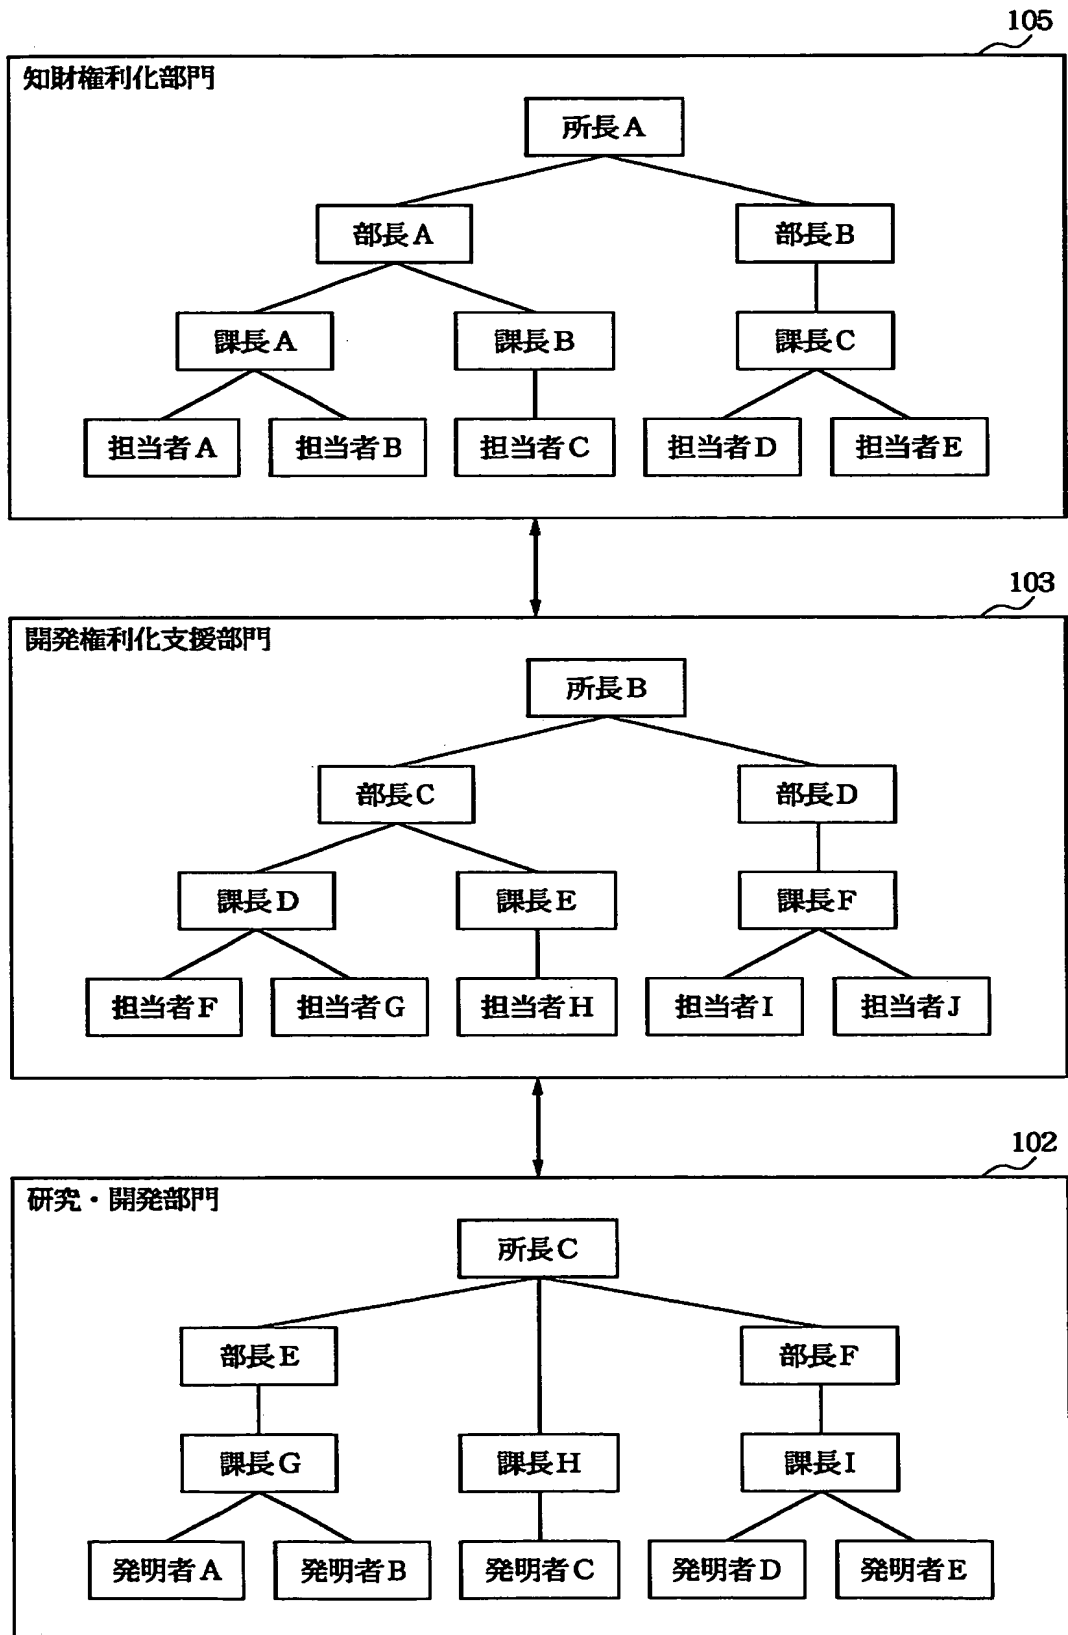 105
知財権利化部門
所長A
部長A
部長B
課長A
課長B
課長C
担当者A
担当者B
担当者C
担当者D
担当者E
103
開発権利化支援部門
所長B
部長C
部長D
課長D
課長E
課長F
担当者F
担当者G
担当者H
担当者I
担当者J
102
研究・開発部門
所長C
部長E
部長F
課長G
課長H
課長I
発明者A
発明者B
発明者C
発明者D
発明者E